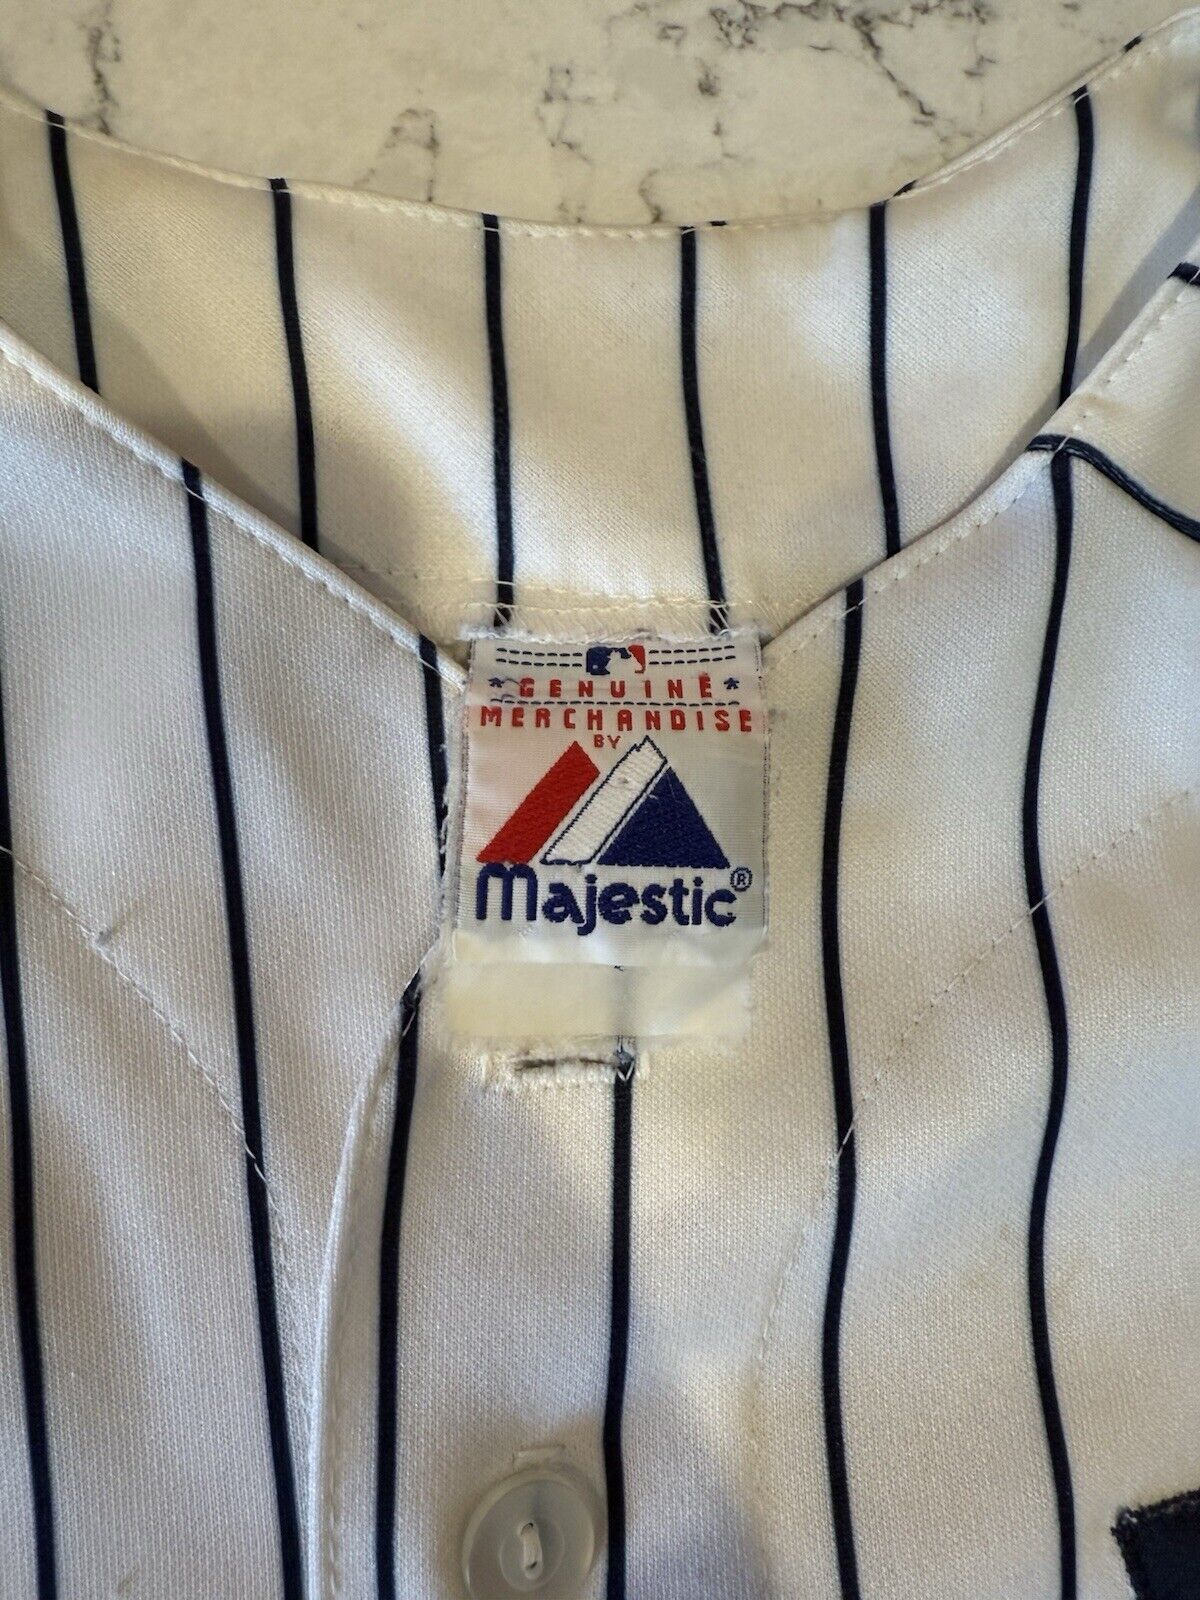 * GENUINE *
MERCHANDISE
BY
Majestic®